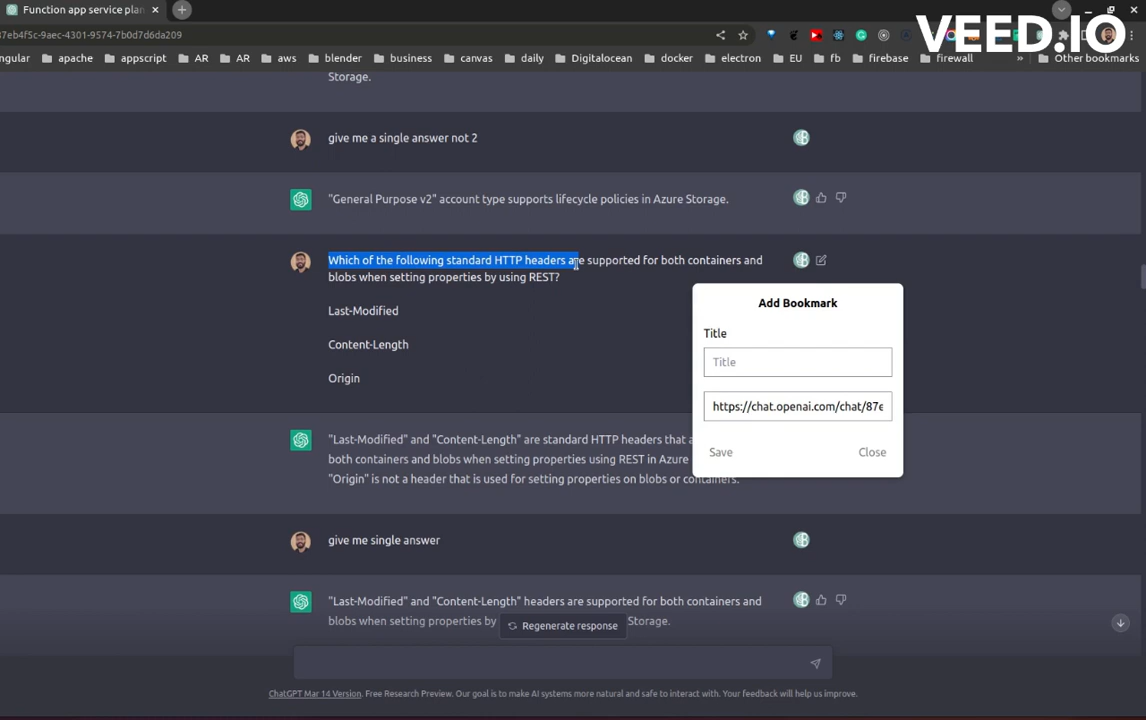 Function app service plan
VEED.IO
87eb4f5c-9aec-4301-9574-7b0d7d6da209
ngular apache appscript AR AR aws blender business canvas daily Digitalocean docker electron EU fb firebase firewall » Other bookmarks
Storage.
give me a single answer not 2
"General Purpose v2" account type supports lifecycle policies in Azure Storage.
Which of the following standard HTTP headers are supported for both containers and
blobs when setting properties by using REST?
Last-Modified
Content-Length
Origin
Add Bookmark
Title
Title
https://chat.openai.com/chat/87e
Save Close
"Last-Modified" and "Content-Length" are standard HTTP headers that a
both containers and blobs when setting properties using REST in Azure
"Origin" is not a header that is used for setting properties on blobs or containers.
give me single answer
"Last-Modified" and "Content-Length" headers are supported for both containers and
blobs when setting properties by Storage.
Regenerate response
ChatGPT Mar 14 Version. Free Research Preview. Our goal is to make AI systems more natural and safe to interact with. Your feedback will help us improve.